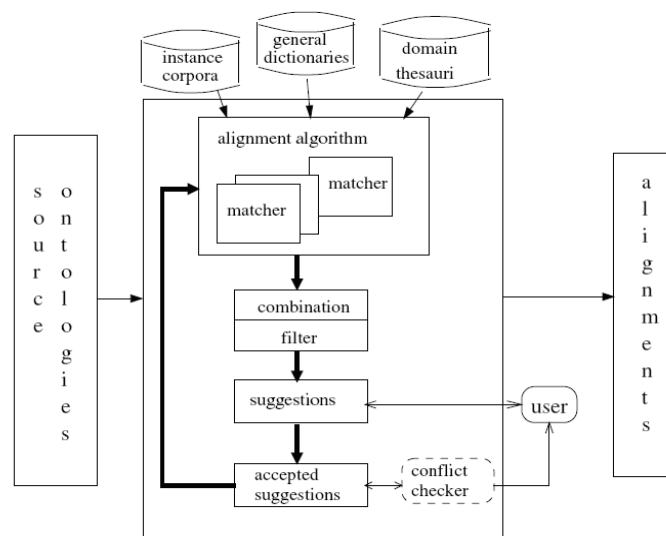 instance
corpora
general
dictionaries
domain
thesauri
alignment algorithm
matcher
matcher
source
ontologies
combination
filter
suggestions
user
accepted
suggestions
conflict
checker
alignments